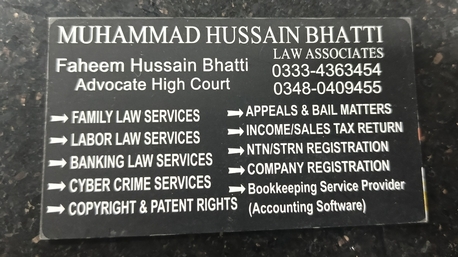 MUHAMMAD HUSSAIN BHATTI
LAW ASSOCIATES
Faheem Hussain Bhatti
Advocate High Court
0333-4363454
0348-0409455
FAMILY LAW SERVICES
LABOR LAW SERVICES
BANKING LAW SERVICES
CYBER CRIME SERVICES
COPYRIGHT & PATENT RIGHTS
APPEALS & BAIL MATTERS
INCOME/SALES TAX RETURN
NTN/STRN REGISTRATION
COMPANY REGISTRATION
Bookkeeping Service Provider
(Accounting Software)